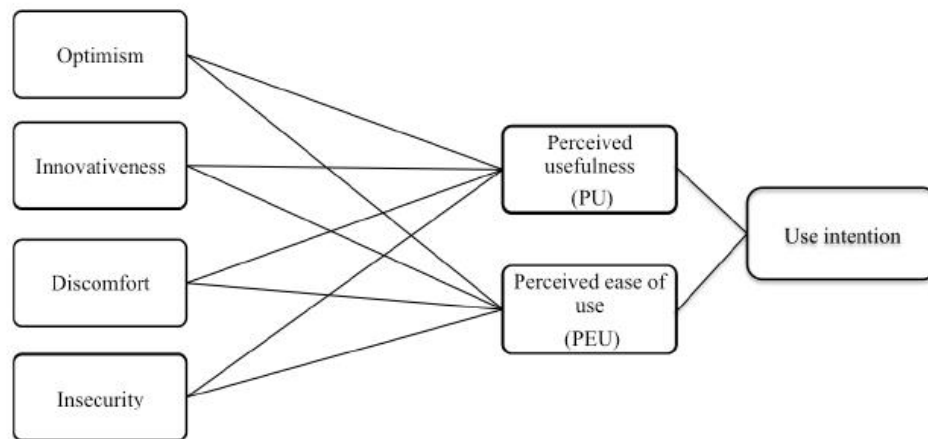 Optimism
Innovativeness
Discomfort
Insecurity
Perceived
usefulness
(PU)
Perceived ease of
use
(PEU)
Use intention